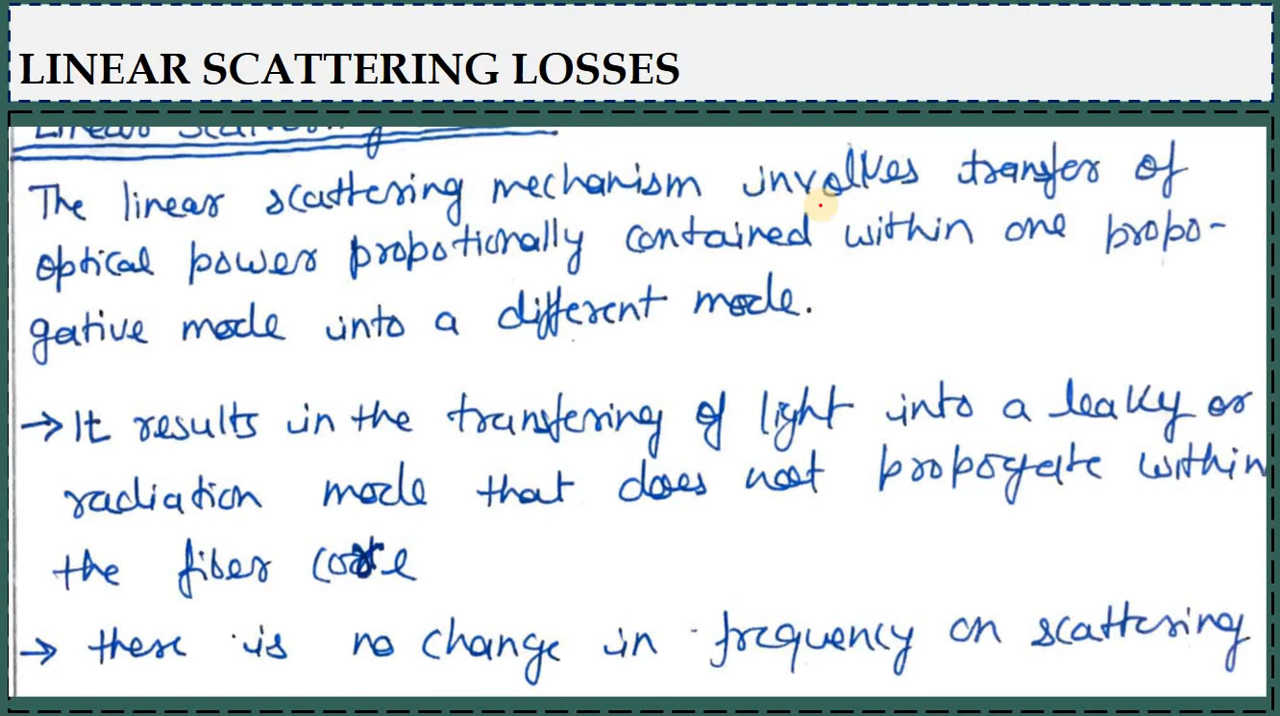 LINEAR SCATTERING LOSSES
Linear Scattering
The linear scattering mechanism involves transfer of
optical power propotionally contained within one propo-
gative mode into a different mode.
→ It results in the transfering of light into a leaky or
radiation mode that does not propogate within
the fiber core
→ there is no change in frequency on scattering